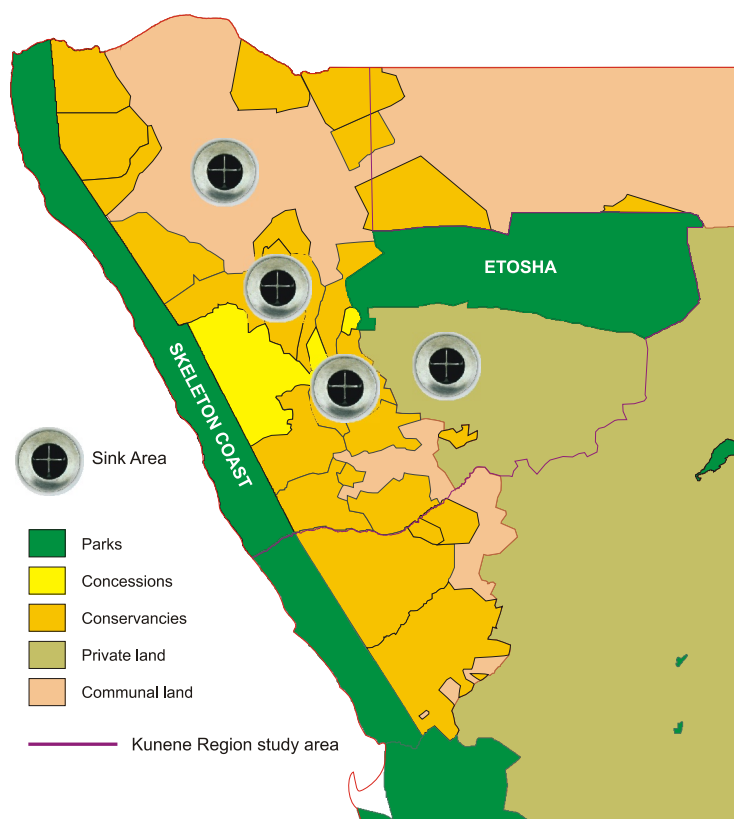 ETOSHA
SKELETON COAST
Sink Area
Parks
Concessions
Conservancies
Private land
Communal land
Kunene Region study area